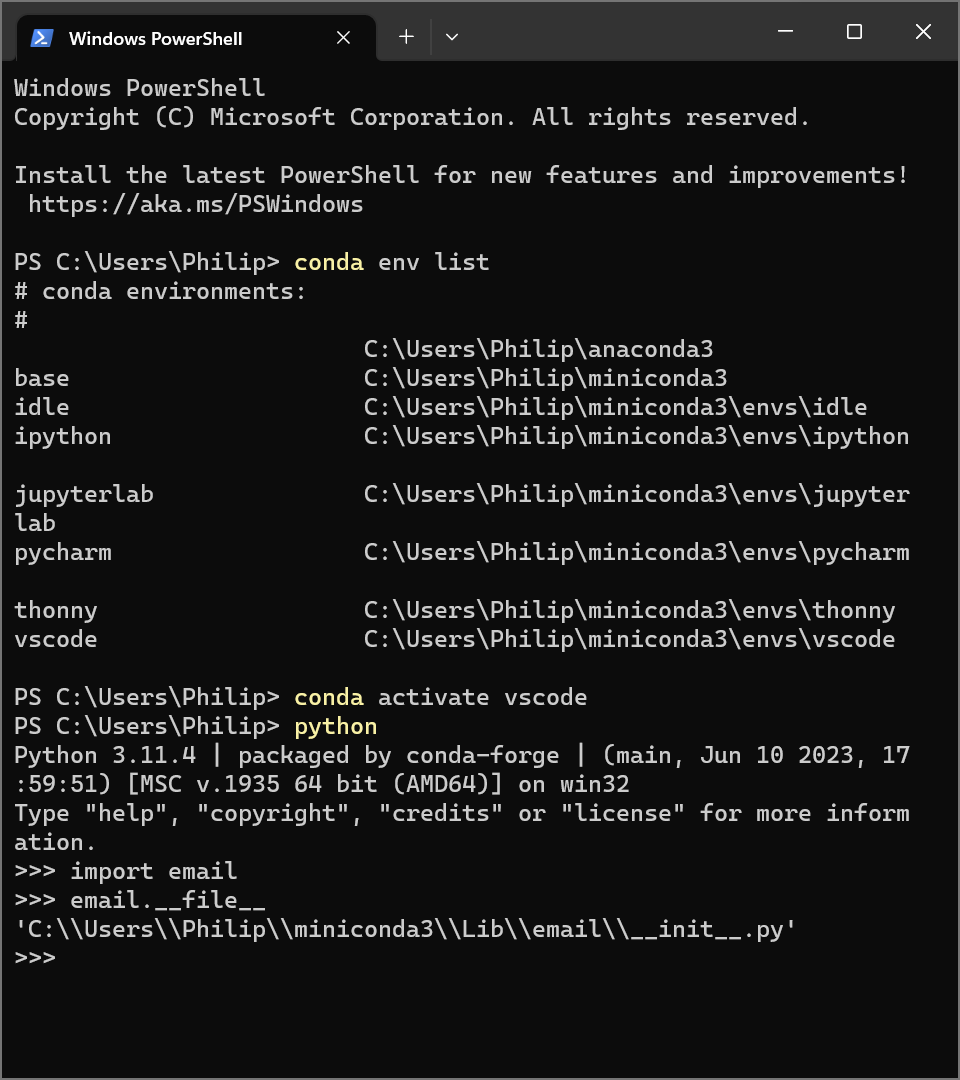 Windows PowerShell
Windows PowerShell
Copyright (C) Microsoft Corporation. All rights reserved.
Install the latest PowerShell for new features and improvements!
 https://aka.ms/PSWindows
PS C:\Users\Philip> conda env list
# conda environments:
#
                         C:\Users\Philip\anaconda3
base                     C:\Users\Philip\miniconda3
idle                     C:\Users\Philip\miniconda3\envs\idle
ipython                  C:\Users\Philip\miniconda3\envs\ipython
jupyterlab               C:\Users\Philip\miniconda3\envs\jupyter
lab
pycharm                  C:\Users\Philip\miniconda3\envs\pycharm
thonny                   C:\Users\Philip\miniconda3\envs\thonny
vscode                   C:\Users\Philip\miniconda3\envs\vscode
PS C:\Users\Philip> conda activate vscode
PS C:\Users\Philip> python
Python 3.11.4 | packaged by conda-forge | (main, Jun 10 2023, 17
:59:51) [MSC v.1935 64 bit (AMD64)] on win32
Type "help", "copyright", "credits" or "license" for more inform
ation.
>>> import email
>>> email.__file__
'C:\\Users\\Philip\\miniconda3\\Lib\\email\\__init__.py'
>>>